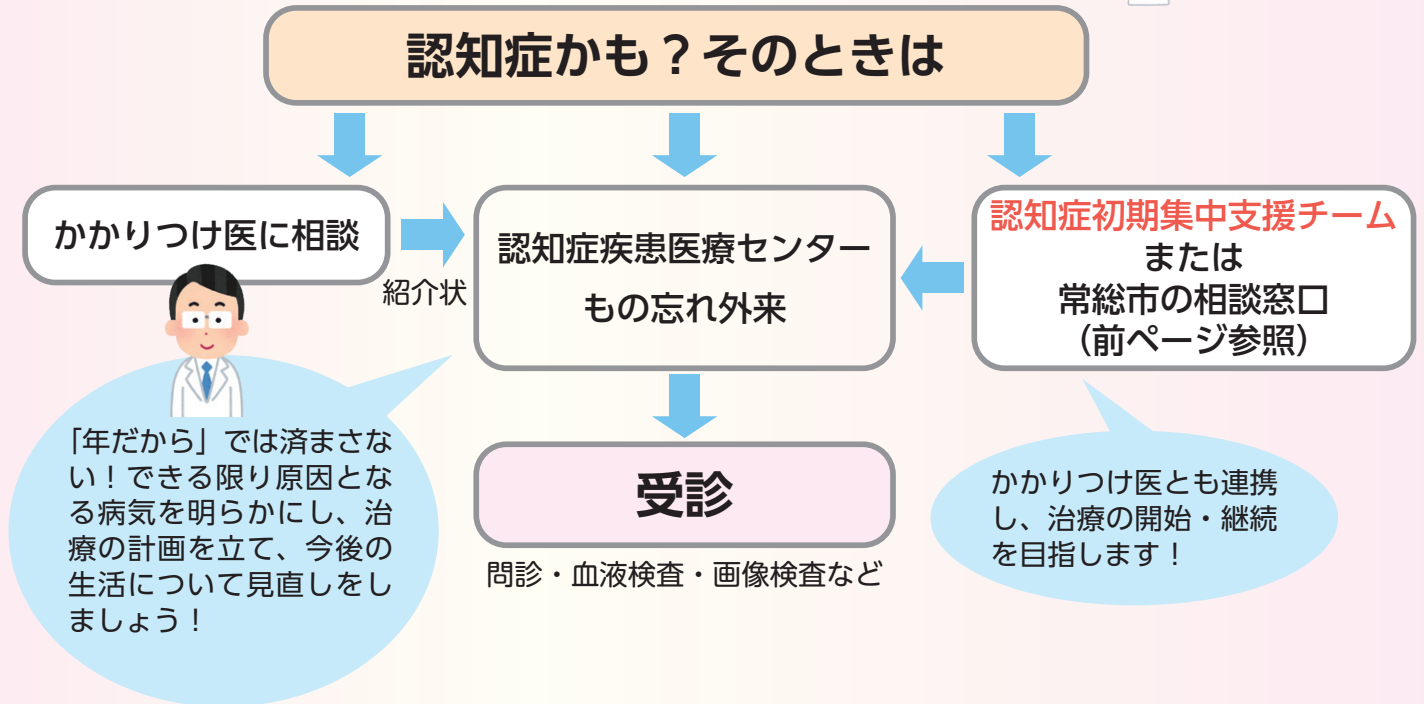 認知症かも？そのときは
かかりつけ医に相談
紹介状
認知症疾患医療センター
もの忘れ外来
認知症初期集中支援チーム
または
常総市の相談窓口
（前ページ参照）
「年だから」では済まさな
い！できる限り原因とな
る病気を明らかにし、治
療の計画を立て、今後の
生活について見直しをし
ましょう！
受診
問診・血液検査・画像検査など
かかりつけ医とも連携
し、治療の開始・継続
を目指します！